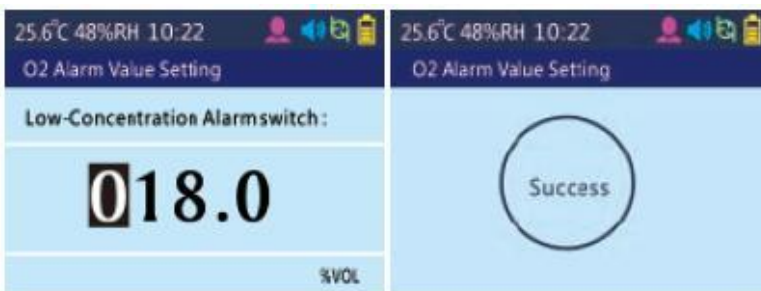 25.6°C 48%RH 10:22
O2 Alarm Value Setting
Low-Concentration Alarmswitch:
018.0
%VOL
25.6°C 48%RH 10:22
O2 Alarm Value Setting
Success